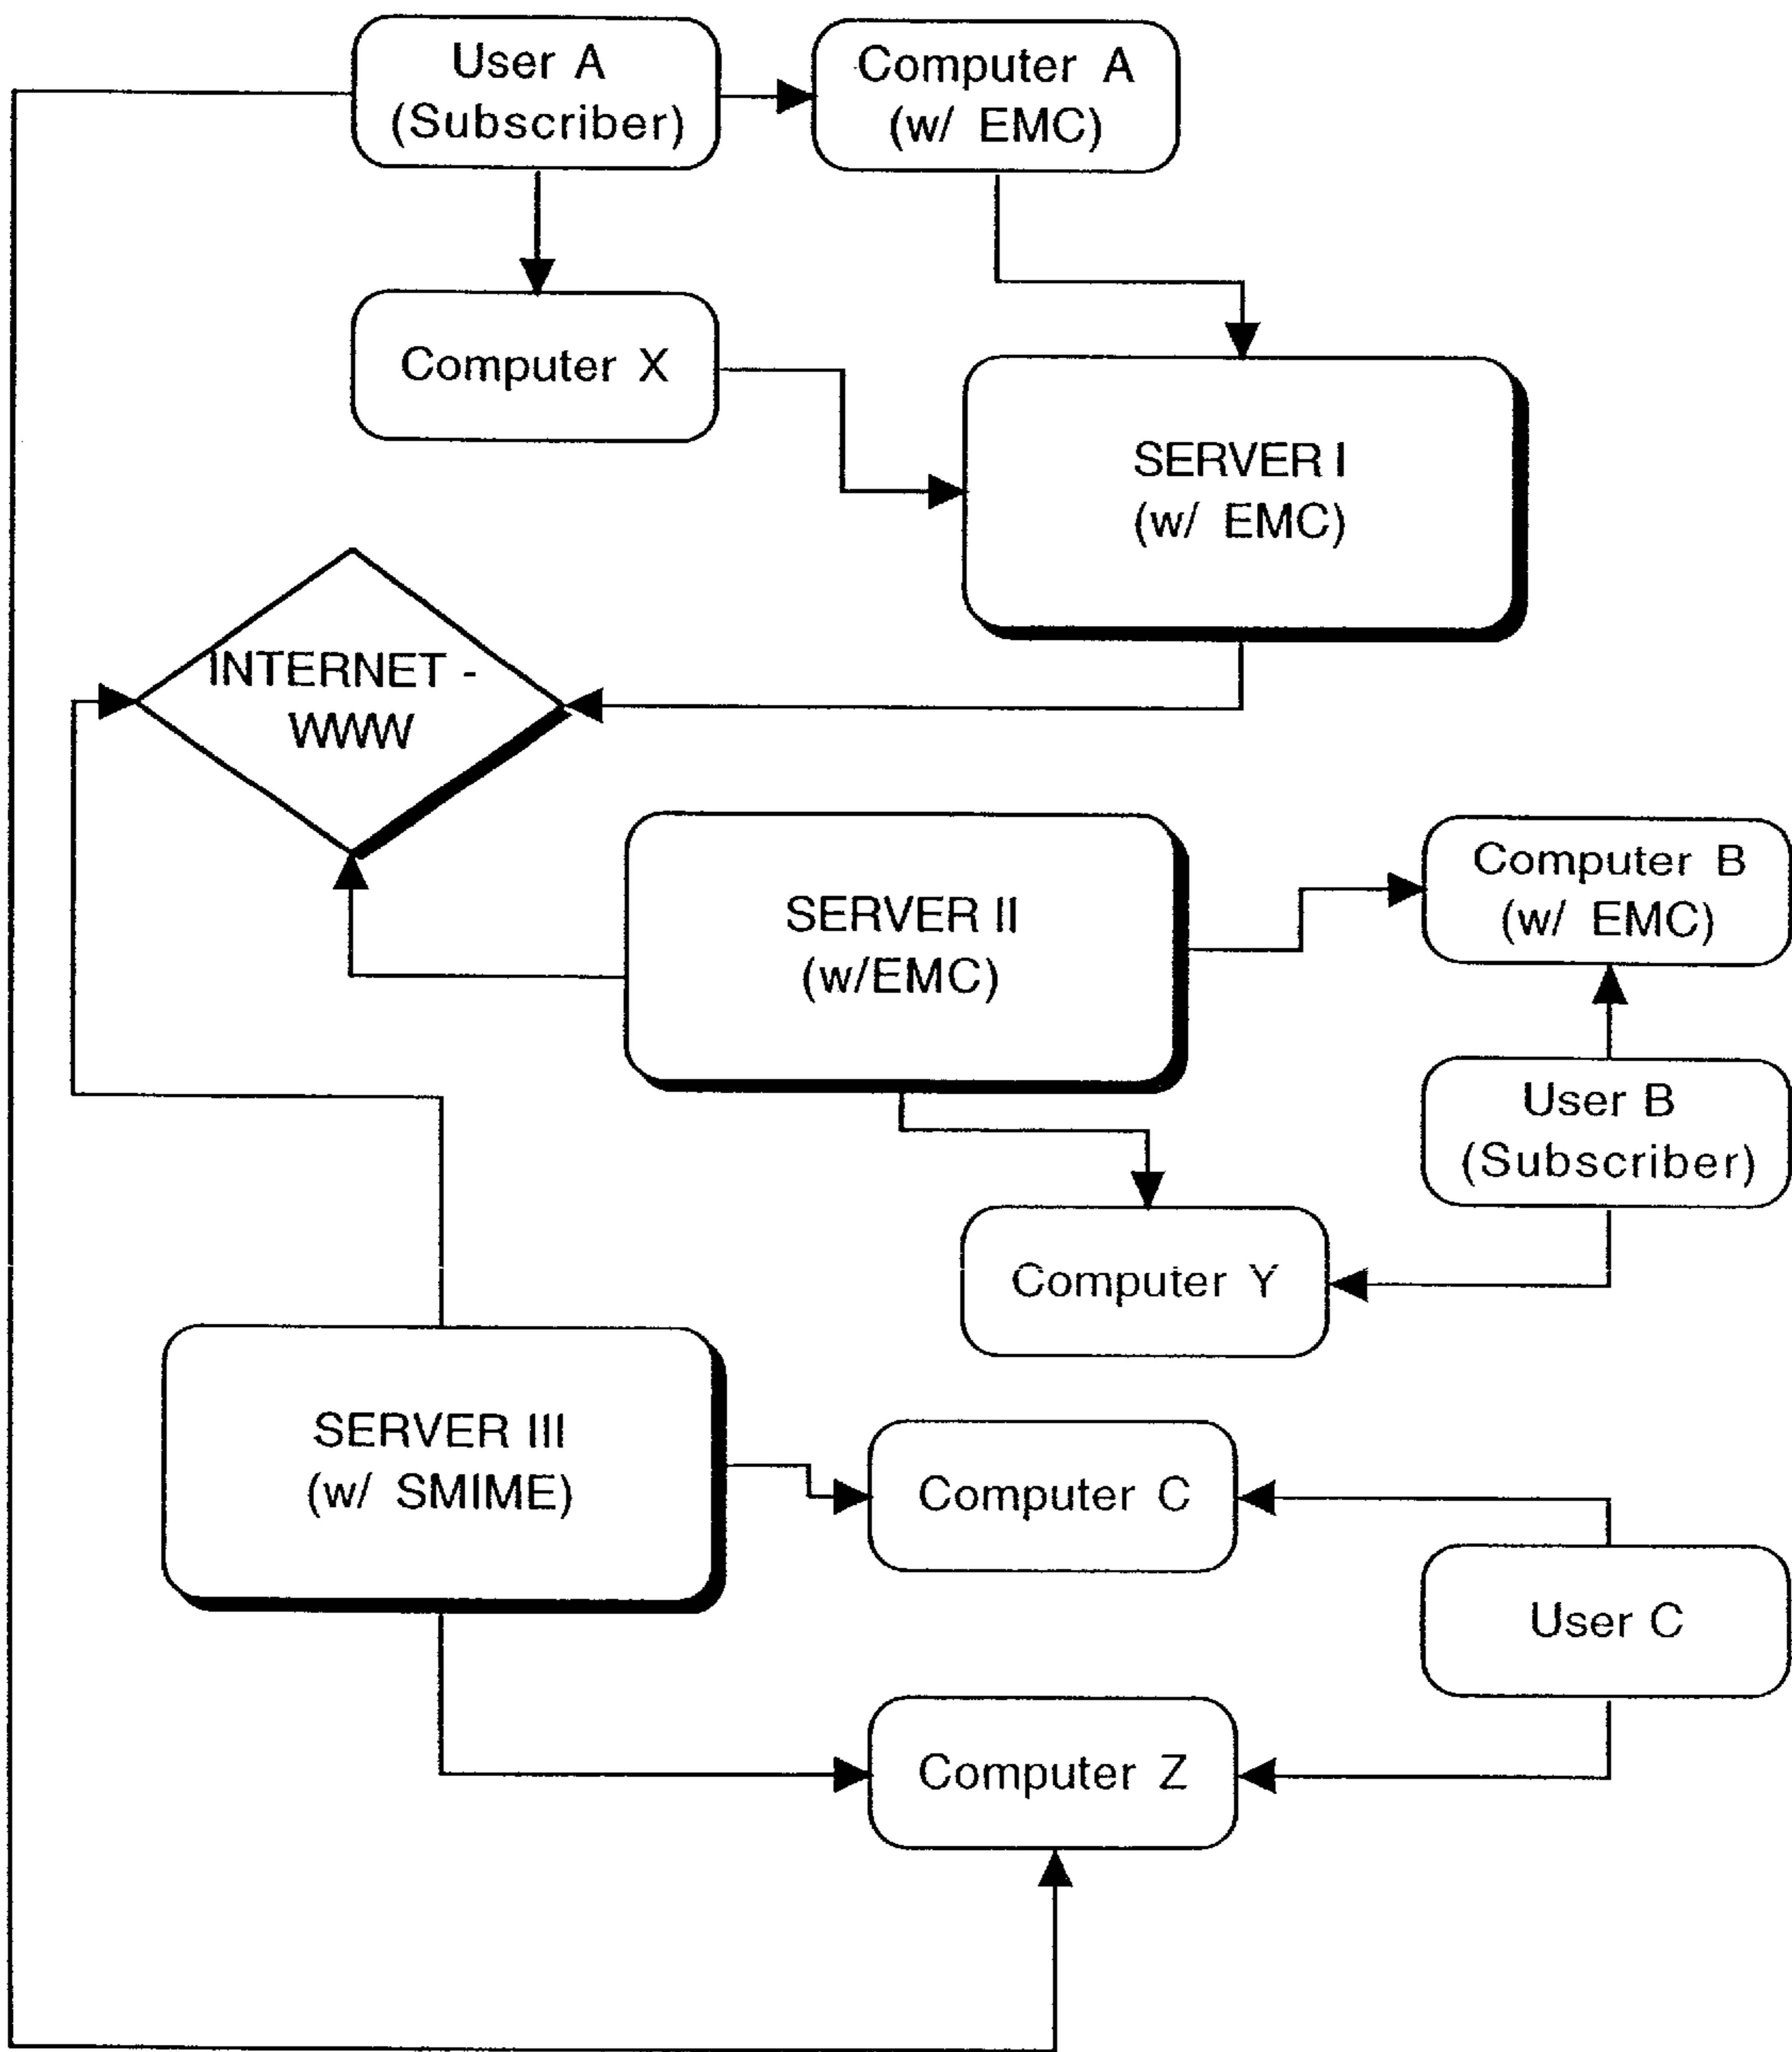 User A
(Subscriber)
Computer A
(w/ EMC)
Computer X
SERVER I
(w/ EMC)
INTERNET -
WWW
SERVER II
(w/EMC)
Computer B
(w/ EMC)
User B
(Subscriber)
Computer Y
SERVER III
(w/ SMIME)
Computer C
User C
Computer Z